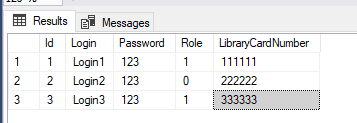 Results Messages
Id Login Password Role LibraryCardNumber
1 1 Login1 123 1 111111
2 2 Login2 123 0 222222
3 3 Login3 123 1 333333